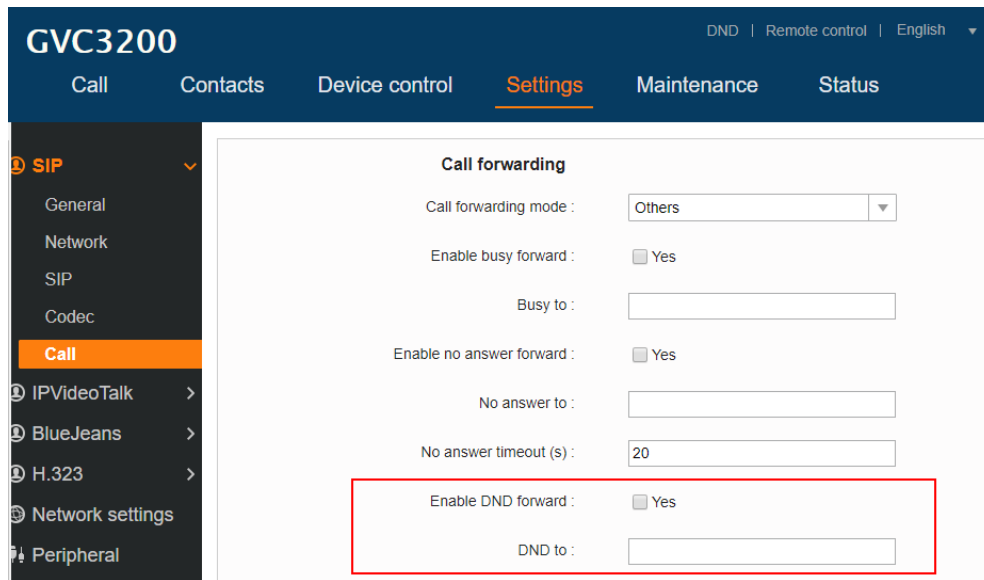 GVC3200
DND | Remote control | English
Call Contacts Device control Settings Maintenance Status
SIP
General
Network
SIP
Codec
Call
IPVideoTalk
BlueJeans
H.323
Network settings
Peripheral
Call forwarding
Call forwarding mode : Others
Enable busy forward : Yes
Busy to :
Enable no answer forward : Yes
No answer to :
No answer timeout (s) : 20
Enable DND forward : Yes
DND to :